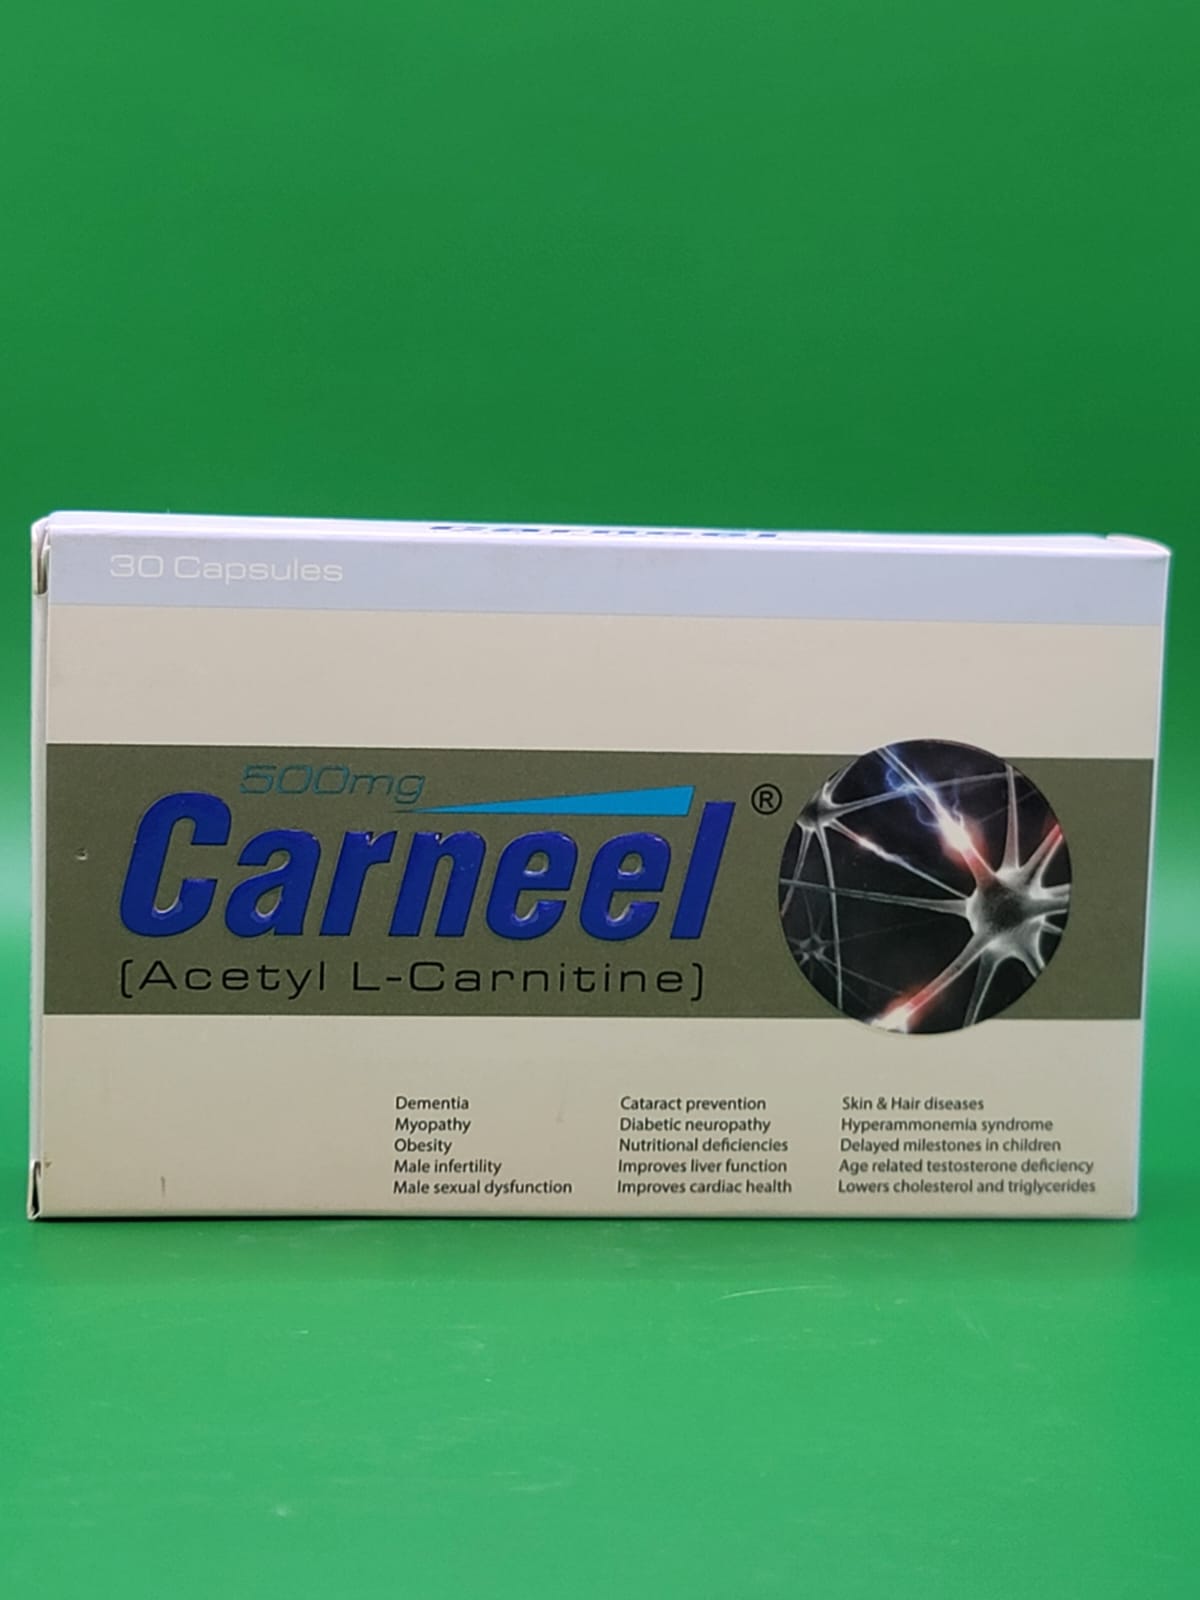 Carneel
30 Capsules
500mg
Carneel®
(Acetyl L-Carnitine)
Dementia
Myopathy
Obesity
Male infertility
Male sexual dysfunction
Cataract prevention
Diabetic neuropathy
Nutritional deficiencies
Improves liver function
Improves cardiac health
Skin & Hair diseases
Hyperammonemia syndrome
Delayed milestones in children
Age related testosterone deficiency
Lowers cholesterol and triglycerides